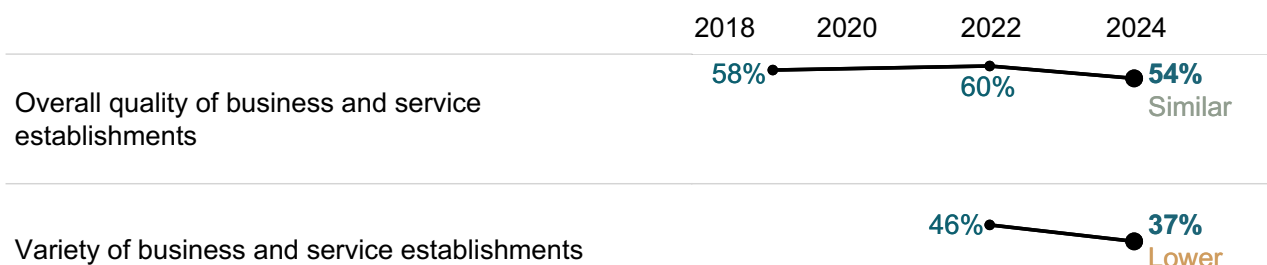 2018 2020 2022 2024
58% 60% 54%
Similar
Overall quality of business and service
establishments
46% 37%
Variety of business and service establishments
Lower